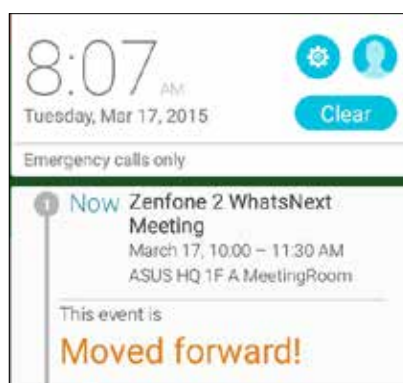 8:07 AM
Tuesday, Mar 17, 2015
Clear
Emergency calls only
1 Now Zenfone 2 WhatsNext
Meeting
March 17, 10:00 – 11:30 AM
ASUS HQ 1F A MeetingRoom
This event is
Moved forward!